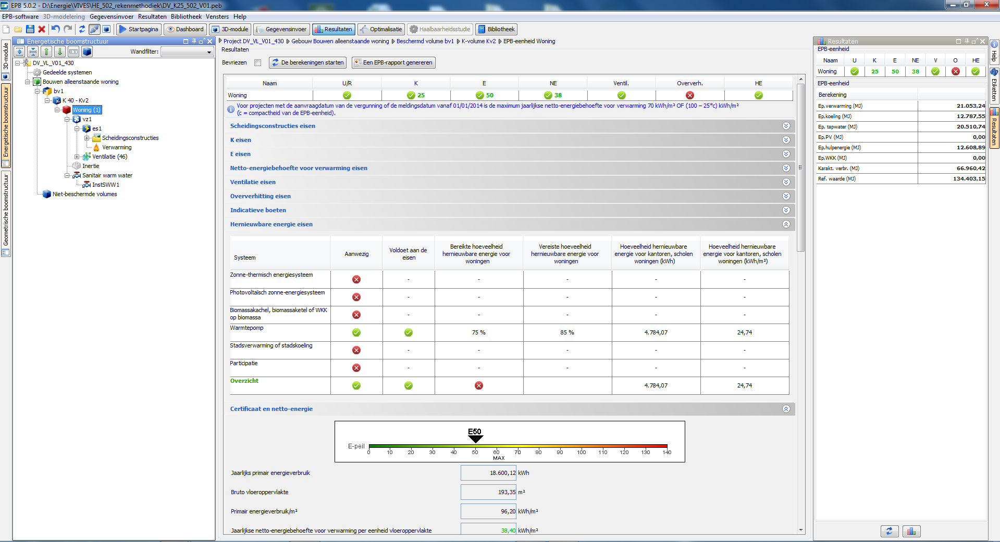 EPB 5.0.2 - D:\Energie\VIVES\HE_502_rekenmethodiek\DV_K25_502_V01.peb
EPB-software 3D-modelering Gegevensinvoer Resultaten Bibliotheek Vensters Help
Startpagina Dashboard 3D-module Gegevensinvoer Resultaten Optimalisatie Haalbaarheidsstudie Bibliotheek
3D-module
Energetische boomstructuur
Geometrische boomstructuur
Energetische boomstructuur
Wandfilter:
DV_VL_V01_430
Gedeelde systemen
Bouwen alleenstaande woning
bv1
K 40 - Kv2
Woning (1)
vz1
es1
Scheidingsconstructies
Verwarming
Ventilatie (46)
Inertie
Sanitair warm water
InstSWW1
Niet-beschermde volumes
Project DV_VL_V01_430 Gebouw Bouwen alleenstaande woning Beschermd volume bv1 K-volume Kv2 EPB-eenheid Woning
Resultaten
Bevriezen De berekeningen starten Een EPB-rapport genereren
Naam U/R K E NE Ventil. Oververh. HE
Woning 25 50 38
Voor projecten met de aanvraagdatum van de vergunning of de meldingsdatum vanaf 01/01/2014 is de maximum jaarlijkse netto-energiebehoefte voor verwarming 70 kWh/m² OF (100 – 25*c) kWh/m²
(c = compactheid van de EPB-eenheid).
Scheidingsconstructies eisen
K eisen
E eisen
Netto-energiebehoefte voor verwarming eisen
Ventilatie eisen
Oververhitting eisen
Indicatieve boeten
Hernieuwbare energie eisen
Systeem Aanwezig Voldoet aan de eisen Bereikte hoeveelheid hernieuwbare energie voor woningen Vereiste hoeveelheid hernieuwbare energie voor woningen Hoeveelheid hernieuwbare energie voor kantoren, scholen woningen (kWh) Hoeveelheid hernieuwbare energie voor kantoren, scholen woningen (kWh/m²)
Zonne-thermisch energiesysteem - - - - -
Photovoltaïsch zonne-energiesysteem - - - - -
Biomassakachel, biomassaketel of WKK op biomassa - - - - -
Warmtepomp 75 % 85 % 4.784,07 24,74
Stadsverwarming of stadskoeling - - - - -
Participatie - - - - -
Overzicht 4.784,07 24,74
Certificaat en netto-energie
E50
E-peil
0 10 20 30 40 50 60 70 80 90 100 110 120 130 140
MAX
Jaarlijks primair energieverbruik 18.600,12 kWh
Bruto vloeroppervlakte 193,35 m²
Primair energieverbruik/m² 96,20 kWh/m²
Jaarlijkse netto-energiebehoefte voor verwarming per eenheid vloeroppervlakte 38,40 kWh/m²
Resultaten
EPB-eenheid
Naam U K E NE V O HE
Woning 25 50 38
EPB-eenheid
Berekening
Ep,verwarming (MJ) 21.053,24
Ep,koeling (MJ) 12.787,55
Ep, tapwater (MJ) 20.510,74
Ep,PV (MJ) 0,00
Ep,hulpenergie (MJ) 12.608,89
Ep,WKK (MJ) 0,00
Karakt. verbr. (MJ) 66.960,42
Ref. waarde (MJ) 134.403,15
Help
Etiketten
Resultaten